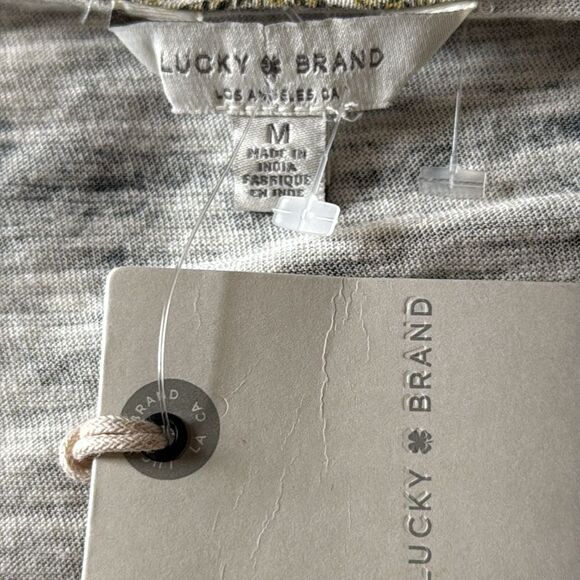 LUCKY BRAND
LOS ANGELES, CA
M
MADE IN
INDIA
FABRIQUE
EN INDE
BRAND
LA CA
LUCKY BRAND